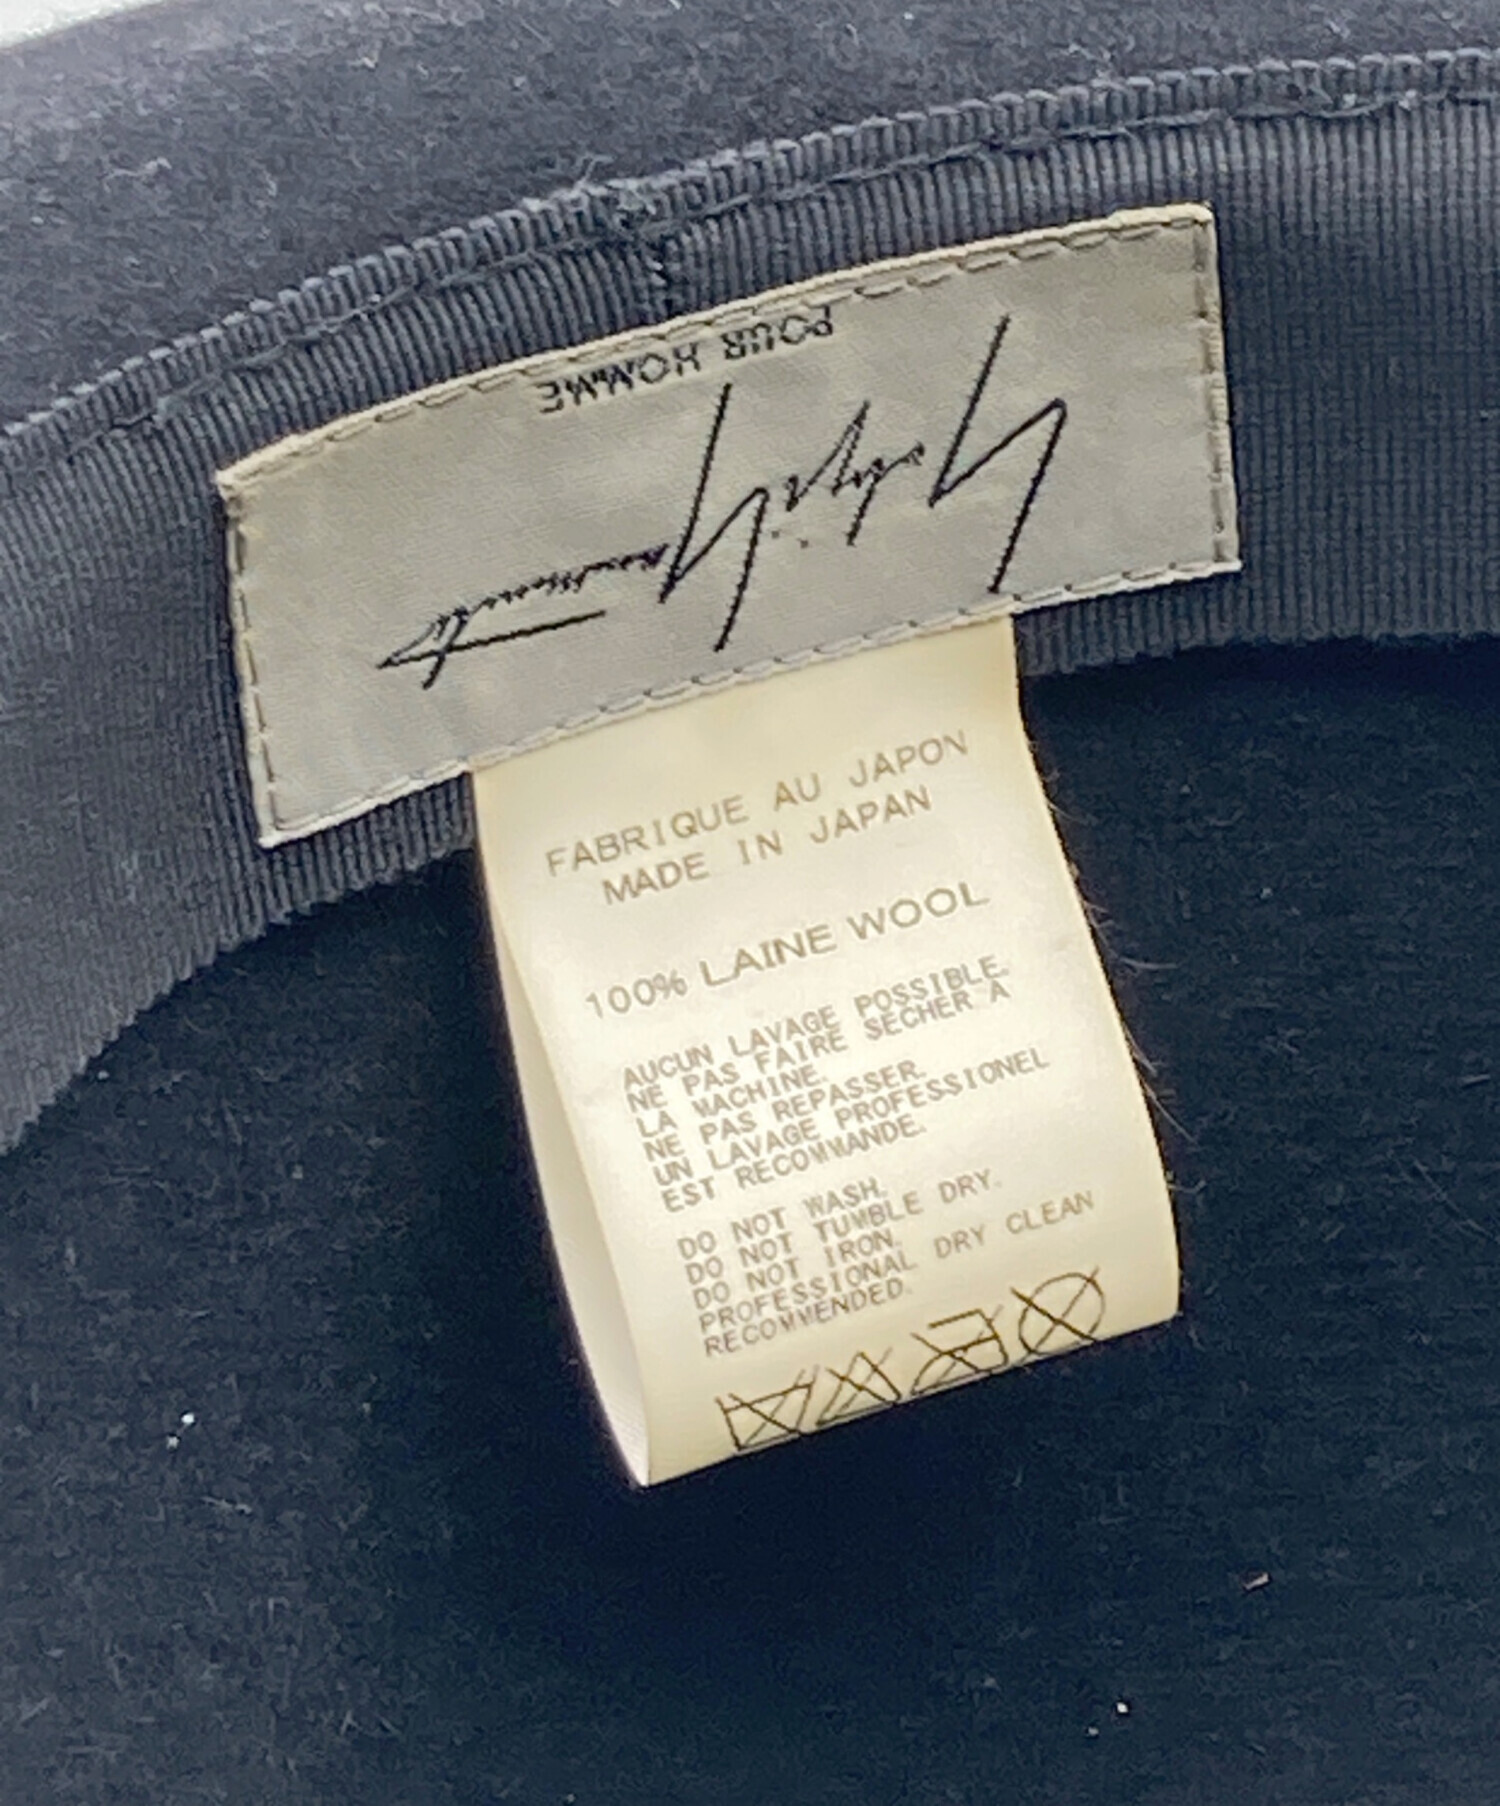 Yohji Yamamoto
POUR HOMME
FABRIQUE AU JAPON
MADE IN JAPAN
100% LAINE WOOL
AUCUN LAVAGE POSSIBLE.
NE PAS FAIRE SECHER A
LA MACHINE.
NE PAS REPASSER.
UN LAVAGE PROFESSIONEL
EST RECOMMANDE.
DO NOT WASH.
DO NOT TUMBLE DRY.
DO NOT IRON.
PROFESSIONAL DRY CLEAN
RECOMMENDED.